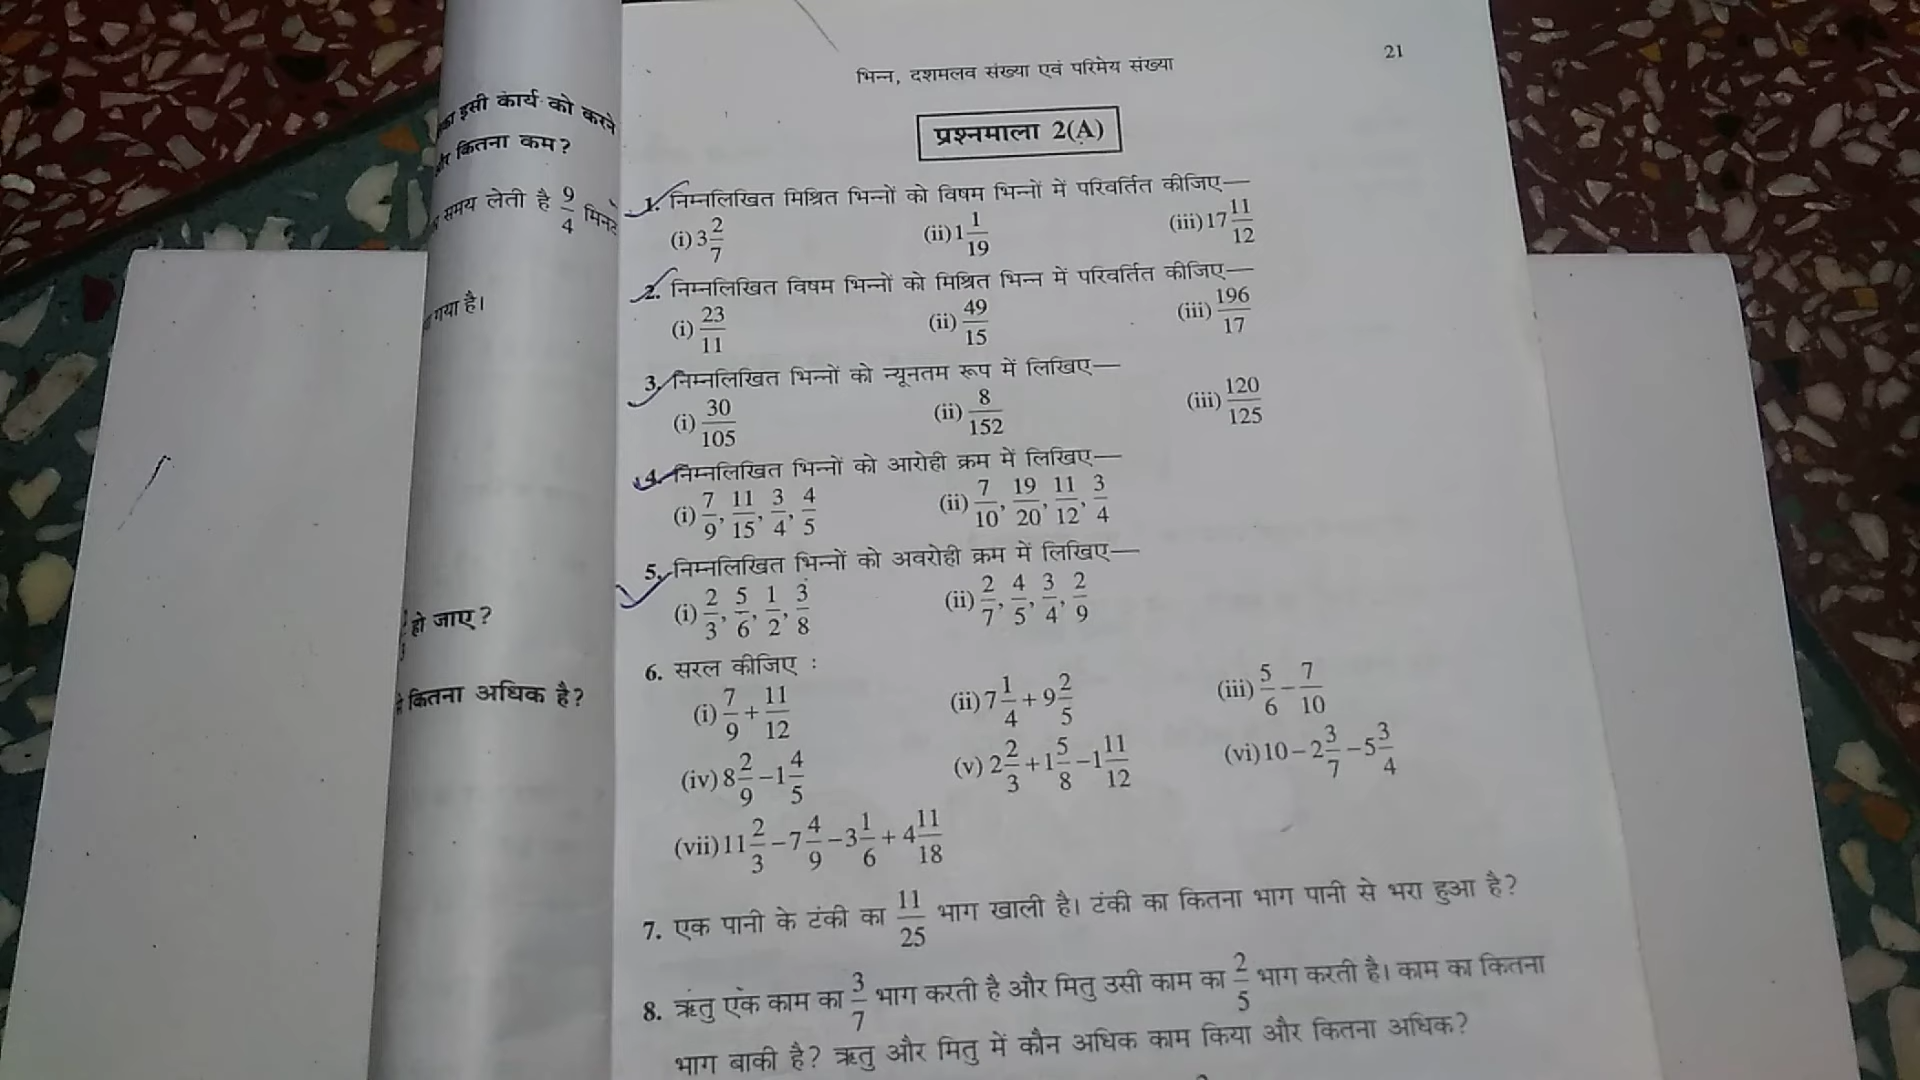 इसी कार्य को करने
कितना कम?
समय लेती है 9/4 मिनट
गया है।
हो जाए?
कितना अधिक है?
भिन्न, दशमलव संख्या एवं परिमेय संख्या 21
प्रश्नमाला 2(A)
1. निम्नलिखित मिश्रित भिन्नों को विषम भिन्नों में परिवर्तित कीजिए—
(i) 3 2/7 (ii) 1 1/19 (iii) 17 11/12
2. निम्नलिखित विषम भिन्नों को मिश्रित भिन्न में परिवर्तित कीजिए—
(i) 23/11 (ii) 49/15 (iii) 196/17
3. निम्नलिखित भिन्नों को न्यूनतम रूप में लिखिए—
(i) 30/105 (ii) 8/152 (iii) 120/125
4. निम्नलिखित भिन्नों को आरोही क्रम में लिखिए—
(i) 7/9, 11/15, 3/4, 4/5 (ii) 7/10, 19/20, 11/12, 3/4
5. निम्नलिखित भिन्नों को अवरोही क्रम में लिखिए—
(i) 2/3, 5/6, 1/2, 3/8 (ii) 2/7, 4/5, 3/4, 2/9
6. सरल कीजिए :
(i) 7/9 + 11/12 (ii) 7 1/4 + 9 2/5 (iii) 5/6 − 7/10
(iv) 8 2/9 − 1 4/5 (v) 2 2/3 + 1 5/8 − 1 11/12 (vi) 10 − 2 3/7 − 5 3/4
(vii) 11 2/3 − 7 4/9 − 3 1/6 + 4 11/18
7. एक पानी के टंकी का 11/25 भाग खाली है। टंकी का कितना भाग पानी से भरा हुआ है?
8. ऋतु एक काम का 3/7 भाग करती है और मितु उसी काम का 2/5 भाग करती है। काम का कितना
भाग बाकी है? ऋतु और मितु में कौन अधिक काम किया और कितना अधिक?